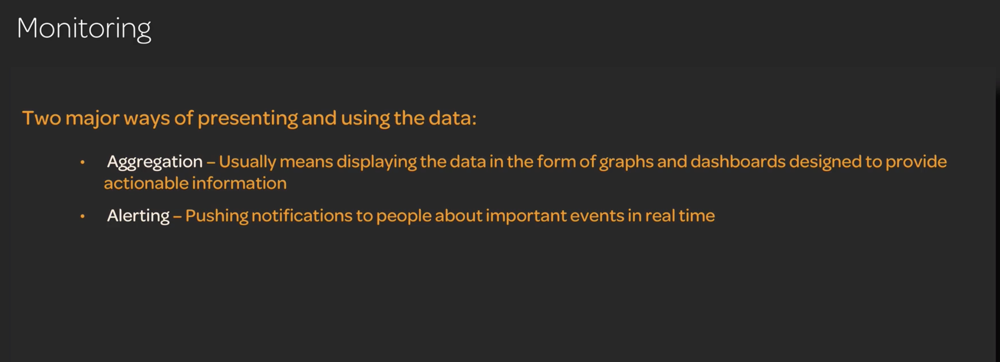 Monitoring
Two major ways of presenting and using the data:
• Aggregation – Usually means displaying the data in the form of graphs and dashboards designed to provide
actionable information
• Alerting – Pushing notifications to people about important events in real time